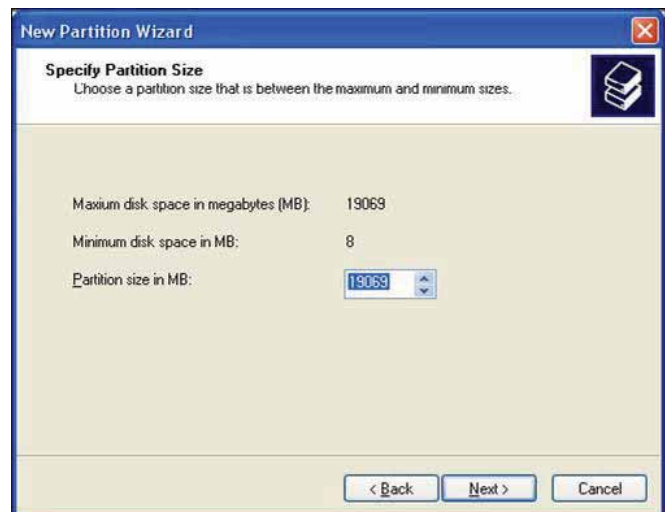 New Partition Wizard
Specify Partition Size
Choose a partition size that is between the maximum and minimum sizes.
Maxium disk space in megabytes (MB): 19069
Minimum disk space in MB: 8
Partition size in MB: 19069
< Back Next > Cancel